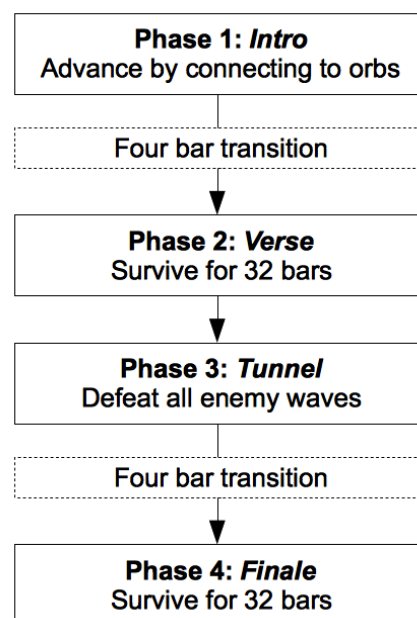 Phase 1: Intro
Advance by connecting to orbs
Four bar transition
Phase 2: Verse
Survive for 32 bars
Phase 3: Tunnel
Defeat all enemy waves
Four bar transition
Phase 4: Finale
Survive for 32 bars